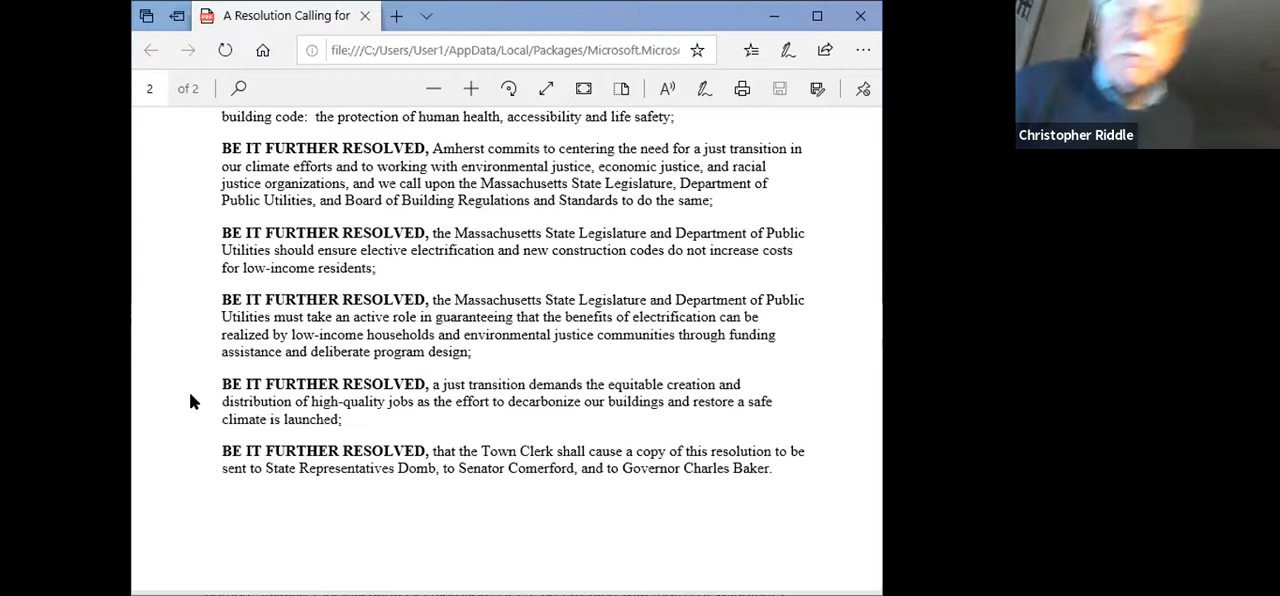 A Resolution Calling for
file:///C:/Users/User1/AppData/Local/Packages/Microsoft.Micros
2 of 2
building code: the protection of human health, accessibility and life safety;
BE IT FURTHER RESOLVED, Amherst commits to centering the need for a just transition in
our climate efforts and to working with environmental justice, economic justice, and racial
justice organizations, and we call upon the Massachusetts State Legislature, Department of
Public Utilities, and Board of Building Regulations and Standards to do the same;
BE IT FURTHER RESOLVED, the Massachusetts State Legislature and Department of Public
Utilities should ensure elective electrification and new construction codes do not increase costs
for low-income residents;
BE IT FURTHER RESOLVED, the Massachusetts State Legislature and Department of Public
Utilities must take an active role in guaranteeing that the benefits of electrification can be
realized by low-income households and environmental justice communities through funding
assistance and deliberate program design;
BE IT FURTHER RESOLVED, a just transition demands the equitable creation and
distribution of high-quality jobs as the effort to decarbonize our buildings and restore a safe
climate is launched;
BE IT FURTHER RESOLVED, that the Town Clerk shall cause a copy of this resolution to be
sent to State Representatives Domb, to Senator Comerford, and to Governor Charles Baker.
Christopher Riddle